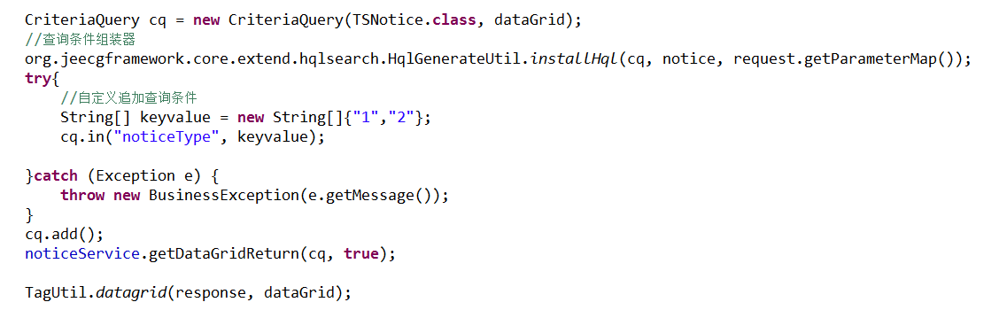 CriteriaQuery cq = new CriteriaQuery(TSNotice.class, dataGrid);
//查询条件组装器
org.jeecgframework.core.extend.hqlsearch.HqlGenerateUtil.installHql(cq, notice, request.getParameterMap());
try{
    //自定义追加查询条件
    String[] keyvalue = new String[]{"1","2"};
    cq.in("noticeType", keyvalue);

}catch (Exception e) {
    throw new BusinessException(e.getMessage());
}
cq.add();
noticeService.getDataGridReturn(cq, true);

TagUtil.datagrid(response, dataGrid);